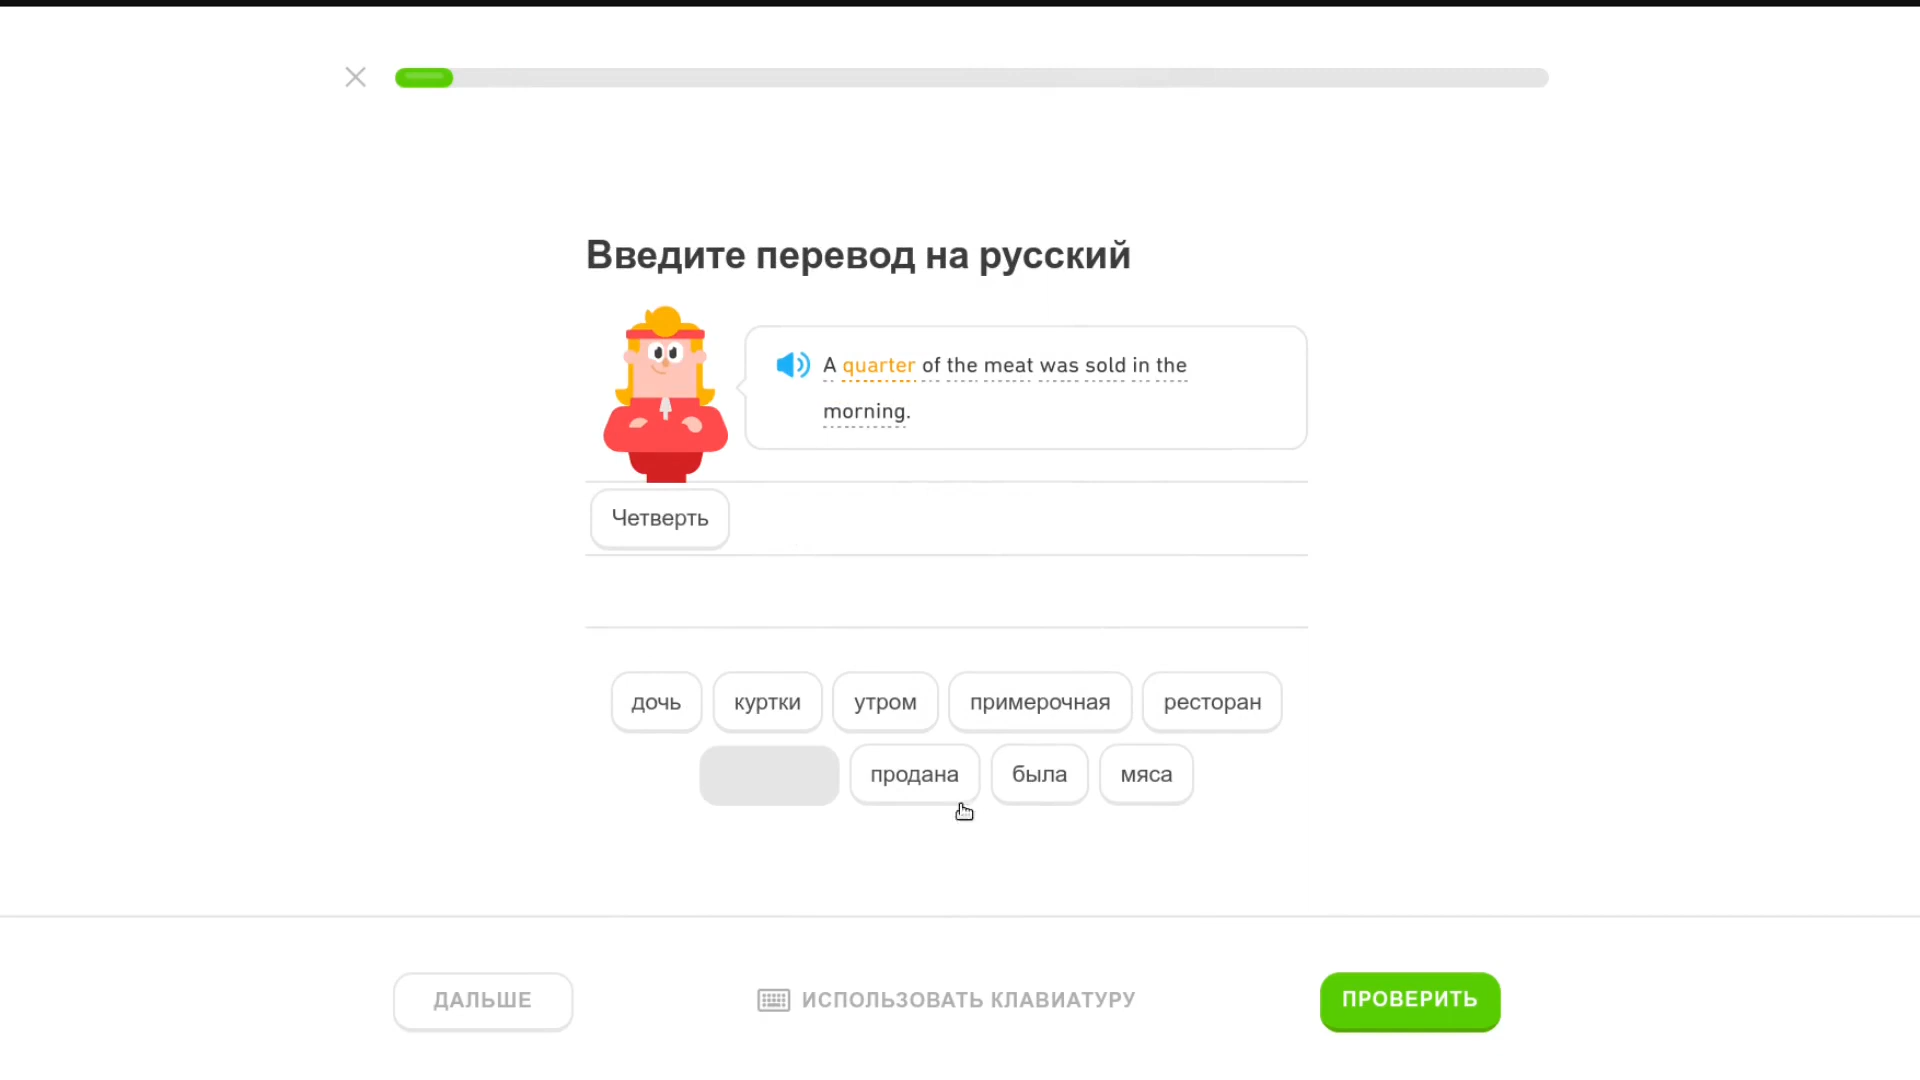 Введите перевод на русский
A quarter of the meat was sold in the
morning.
Четверть
дочь куртки утром примерочная ресторан
продана была мяса
ДАЛЬШЕ ИСПОЛЬЗОВАТЬ КЛАВИАТУРУ ПРОВЕРИТЬ